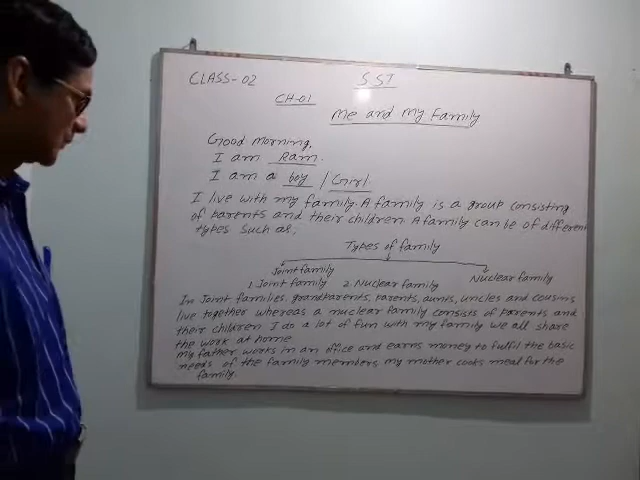 CLASS-02 SST
CH-01
Me and My Family
Good Morning,
I am Ram.
I am a boy / Girl.
I live with my family. A family is a group consisting
of parents and their children. A family can be of different
types such as;
Types of family
Joint family Nuclear family
1. Joint family 2. Nuclear family
In Joint families, grandparents, parents, aunts, uncles and cousins
live together whereas a nuclear family consists of parents and
their children. I do a lot of fun with my family we all share
the work at home
my father works in an office and earns money to fulfil the basic
needs of the family members, my mother cooks meal for the
family.